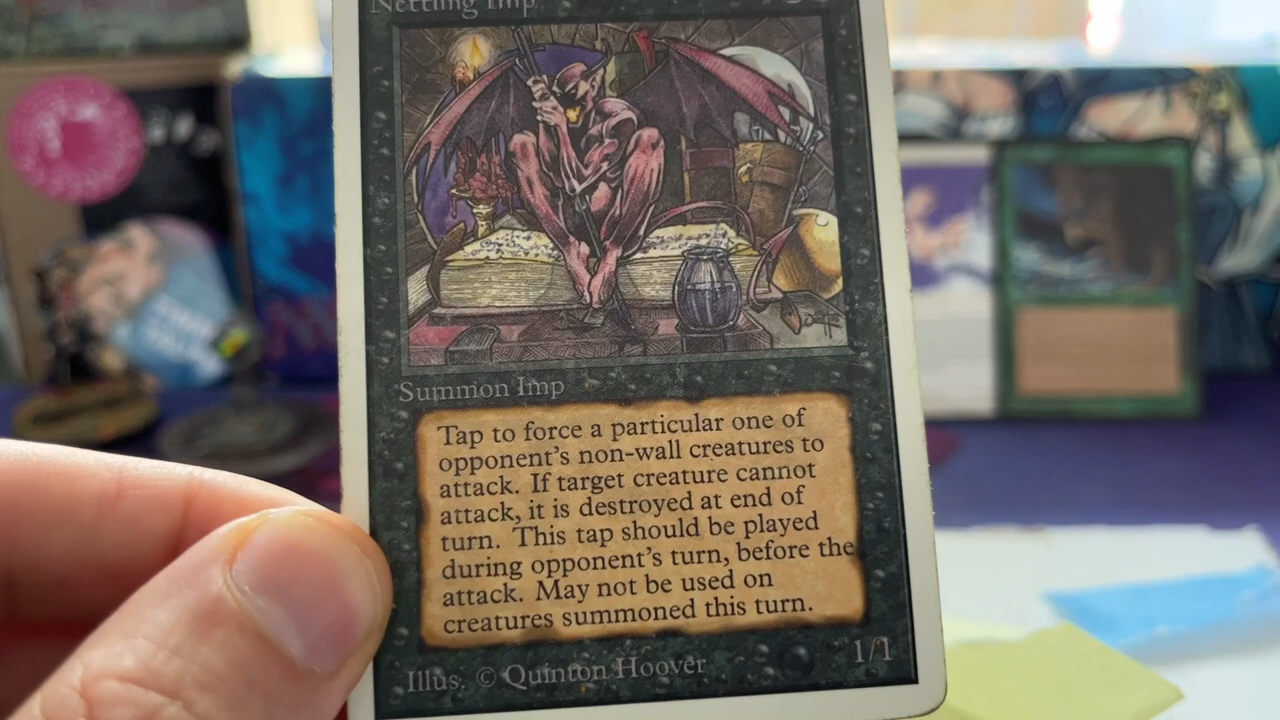 Nettling Imp
Summon Imp
Tap to force a particular one of
opponent's non-wall creatures to
attack. If target creature cannot
attack, it is destroyed at end of
turn. This tap should be played
during opponent's turn, before the
attack. May not be used on
creatures summoned this turn.
Illus. © Quinton Hoover
1/1